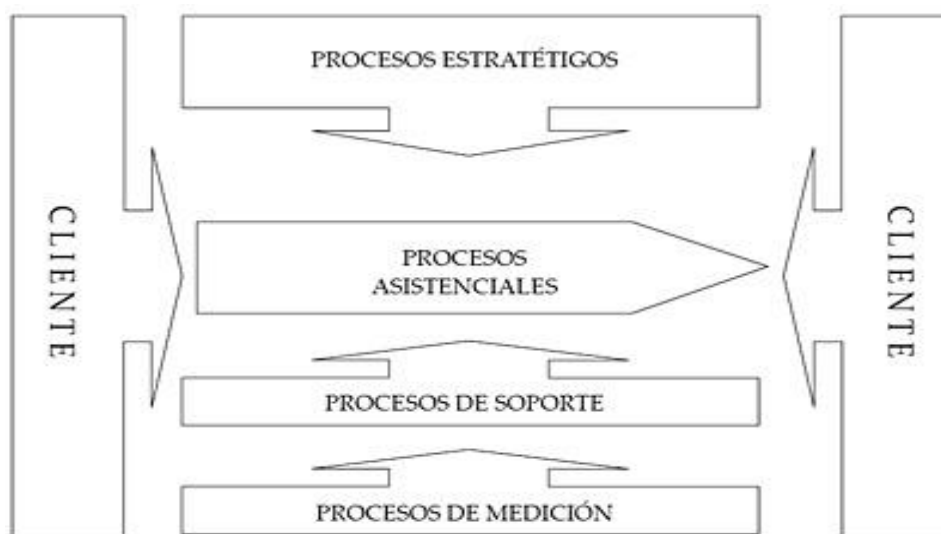 PROCESOS ESTRATÉTIGOS
CLIENTE
PROCESOS
ASISTENCIALES
CLIENTE
PROCESOS DE SOPORTE
PROCESOS DE MEDICIÓN